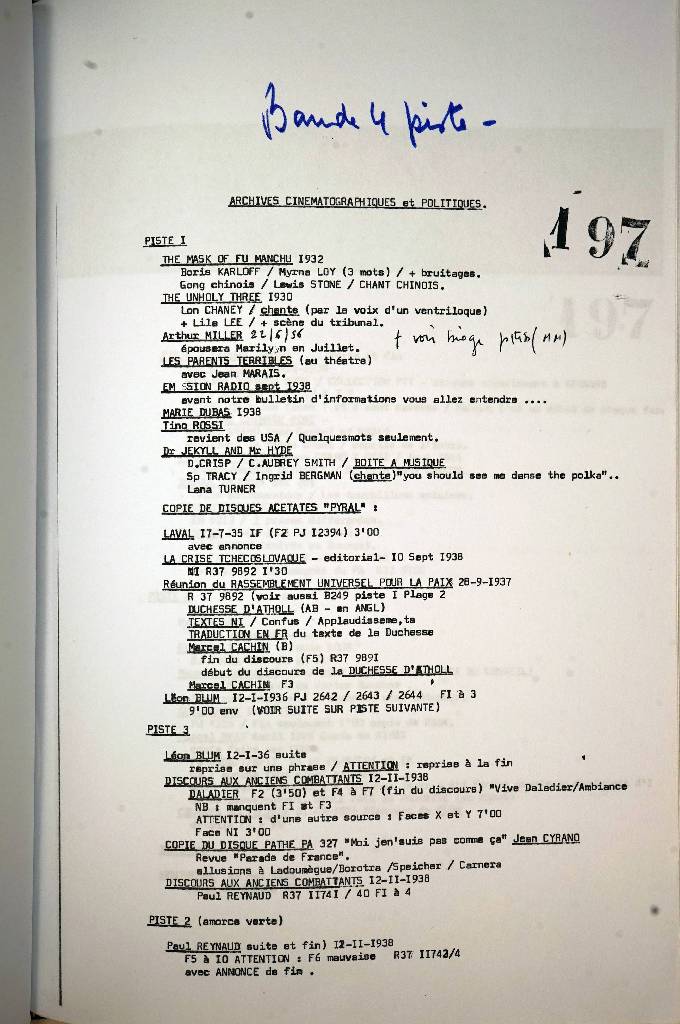 Bande 4 piste -
ARCHIVES CINEMATOGRAPHIQUES et POLITIQUES.
197
PISTE I
THE MASK OF FU MANCHU I932
Boris KARLOFF / Myrna LOY (3 mots) / + bruitages.
Gong chinois / Lewis STONE / CHANT CHINOIS.
THE UNHOLY THREE I930
Lon CHANEY / chante (par la voix d'un ventriloque)
+ Lila LEE / + scène du tribunal.
Arthur MILLER 22/6/56 + voir biogr (MM)
épousera Marilyn en Juillet.
LES PARENTS TERRIBLES (au théatre)
avec Jean MARAIS.
EM SSION RADIO sept I938
avant notre bulletin d'informations vous allez entendre ....
MARIE DUBAS I938
Tino ROSSI
revient des USA / Quelquesmots seulement.
Dr JEKYLL AND Mr HYDE
D.CRISP / C.AUBREY SMITH / BOITE A MUSIQUE
Sp TRACY / Ingrid BERGMAN (chante)"you should see me danse the polka"..
Lana TURNER
COPIE DE DISQUES ACETATES "PYRAL" :
LAVAL I7-7-35 IF (F2 PJ I2394) 3'00
avec annonce
LA CRISE TCHECOSLOVAQUE - editorial- IO Sept I938
NI R37 9892 I'30
Réunion du RASSEMBLEMENT UNIVERSEL POUR LA PAIX 28-9-I937
R 37 9892 (voir aussi B249 piste I Plage 2
DUCHESSE D'ATHOLL (AB - en ANGL)
TEXTES NI / Confus / Applaudisseme,ts
TRADUCTION EN FR du texte de la Duchesse
Marcel CACHIN (B)
fin du discours (F5) R37 989I
début du discours de la DUCHESSE D'ATHOLL
Marcel CACHIN F3
Léon BLUM I2-I-I936 PJ 2642 / 2643 / 2644 FI à 3
9'00 env (VOIR SUITE SUR PISTE SUIVANTE)
PISTE 3
Léon BLUM I2-I-36 suite
reprise sur une phrase / ATTENTION : reprise à la fin
DISCOURS AUX ANCIENS COMBATTANTS I2-II-I938
DALADIER F2 (3'50) et F4 à F7 (fin du discours) "Vive Daladier/Ambiance
NB : manquent FI et F3
ATTENTION : d'une autre source : Faces X et Y 7'00
Face NI 3'00
COPIE DU DISQUE PATHE PA 327 "Moi jen'suis pas comme ça" Jean CYRANO
Revue "Parade de France".
allusions à Ladoumègue/Borotra /Speicher / Carnera
DISCOURS AUX ANCIENS COMBATTANTS I2-II-I938
Paul REYNAUD R37 II74I / 40 FI à 4
PISTE 2 (amorce verte)
Paul REYNAUD suite et fin) I2-II-I938
F5 à IO ATTENTION : F6 mauvaise R37 II742/4
avec ANNONCE de fin .